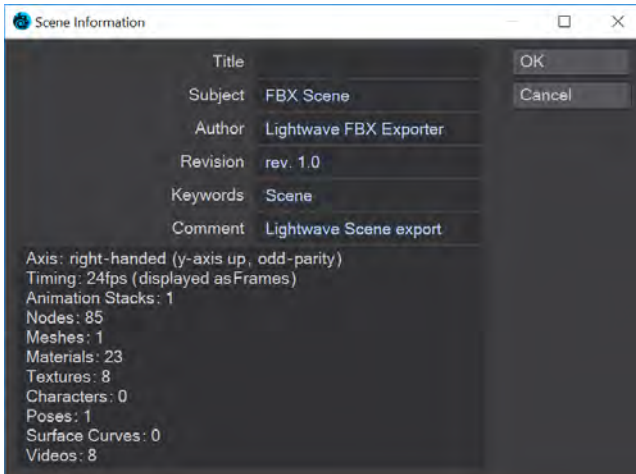 Scene Information
Title
OK
Subject FBX Scene
Cancel
Author Lightwave FBX Exporter
Revision rev. 1.0
Keywords Scene
Comment Lightwave Scene export
Axis: right-handed (y-axis up, odd-parity)
Timing: 24fps (displayed asFrames)
Animation Stacks: 1
Nodes: 85
Meshes: 1
Materials: 23
Textures: 8
Characters: 0
Poses: 1
Surface Curves: 0
Videos: 8